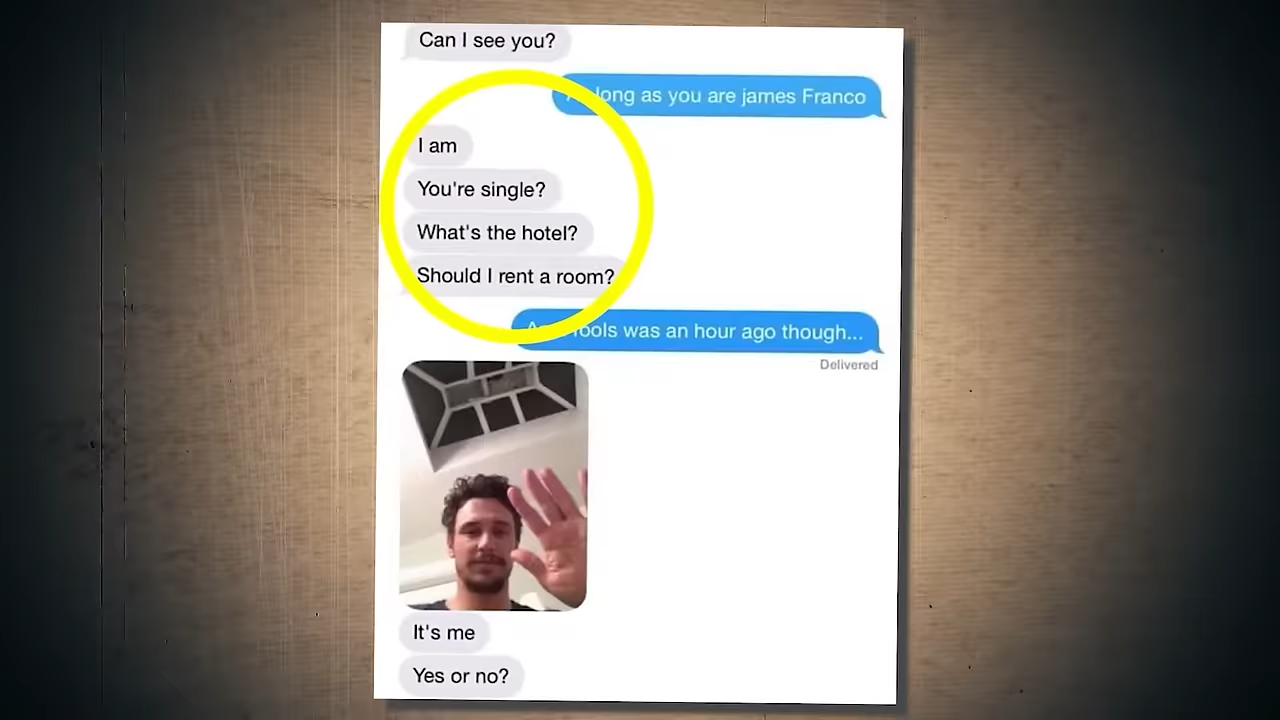 Can I see you?
long as you are james Franco
I am
You're single?
What's the hotel?
Should I rent a room?
was an hour ago though...
Delivered
It's me
Yes or no?